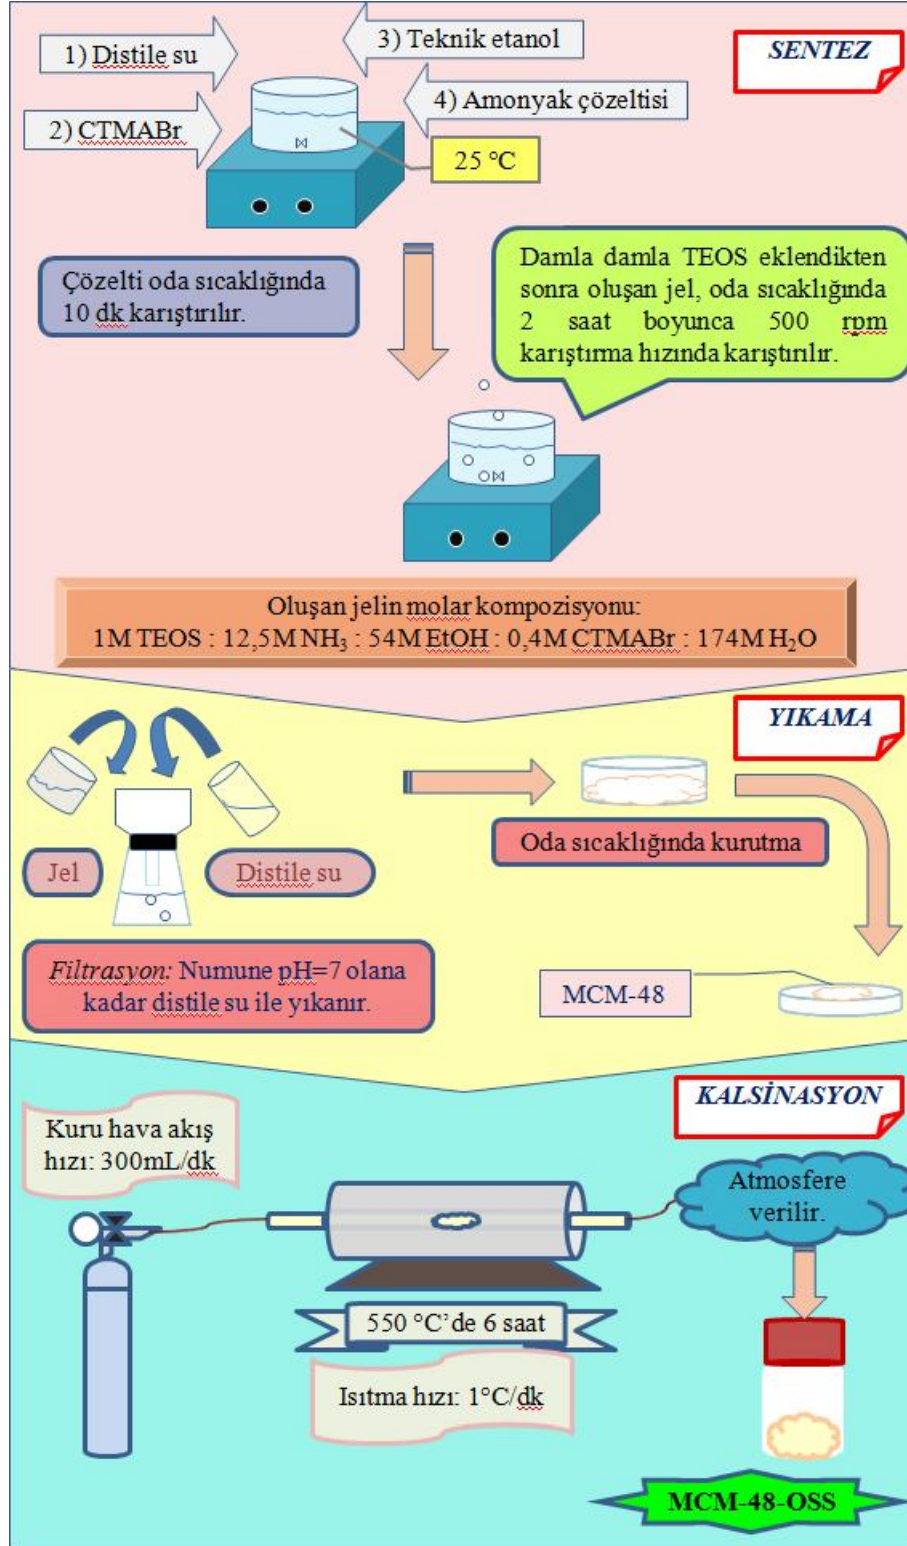 1) Distile su
3) Teknik etanol
SENTEZ
2) CTMABr
4) Amonyak çözeltisi
25 °C
Çözelti oda sıcaklığında
10 dk karıştırılır.
Damla damla TEOS eklendikten
sonra oluşan jel, oda sıcaklığında
2 saat boyunca 500 rpm
karıştırma hızında karıştırılır.
Oluşan jelin molar kompozisyonu:
1M TEOS : 12,5M NH₃ : 54M EtOH : 0,4M CTMABr : 174M H₂O
YIKAMA
Jel
Distile su
Oda sıcaklığında kurutma
Filtrasyon: Numune pH=7 olana
kadar distile su ile yıkanır.
MCM-48
KALSİNASYON
Kuru hava akış
hızı: 300mL/dk
Atmosfere
verilir.
550 °C'de 6 saat
Isıtma hızı: 1°C/dk
MCM-48-OSS